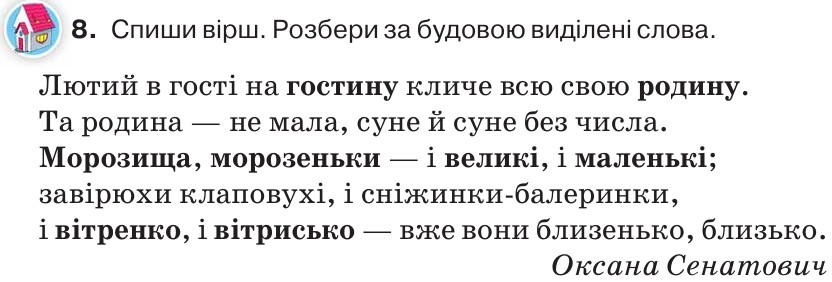 8. Спиши вірш. Розбери за будовою виділені слова.
Лютий в гості на гостину кличе всю свою родину.
Та родина — не мала, суне й суне без числа.
Морозища, морозеньки — і великі, і маленькі;
завірюхи клаповухі, і сніжинки-балеринки,
і вітренко, і вітрисько — вже вони близенько, близько.
Оксана Сенатович